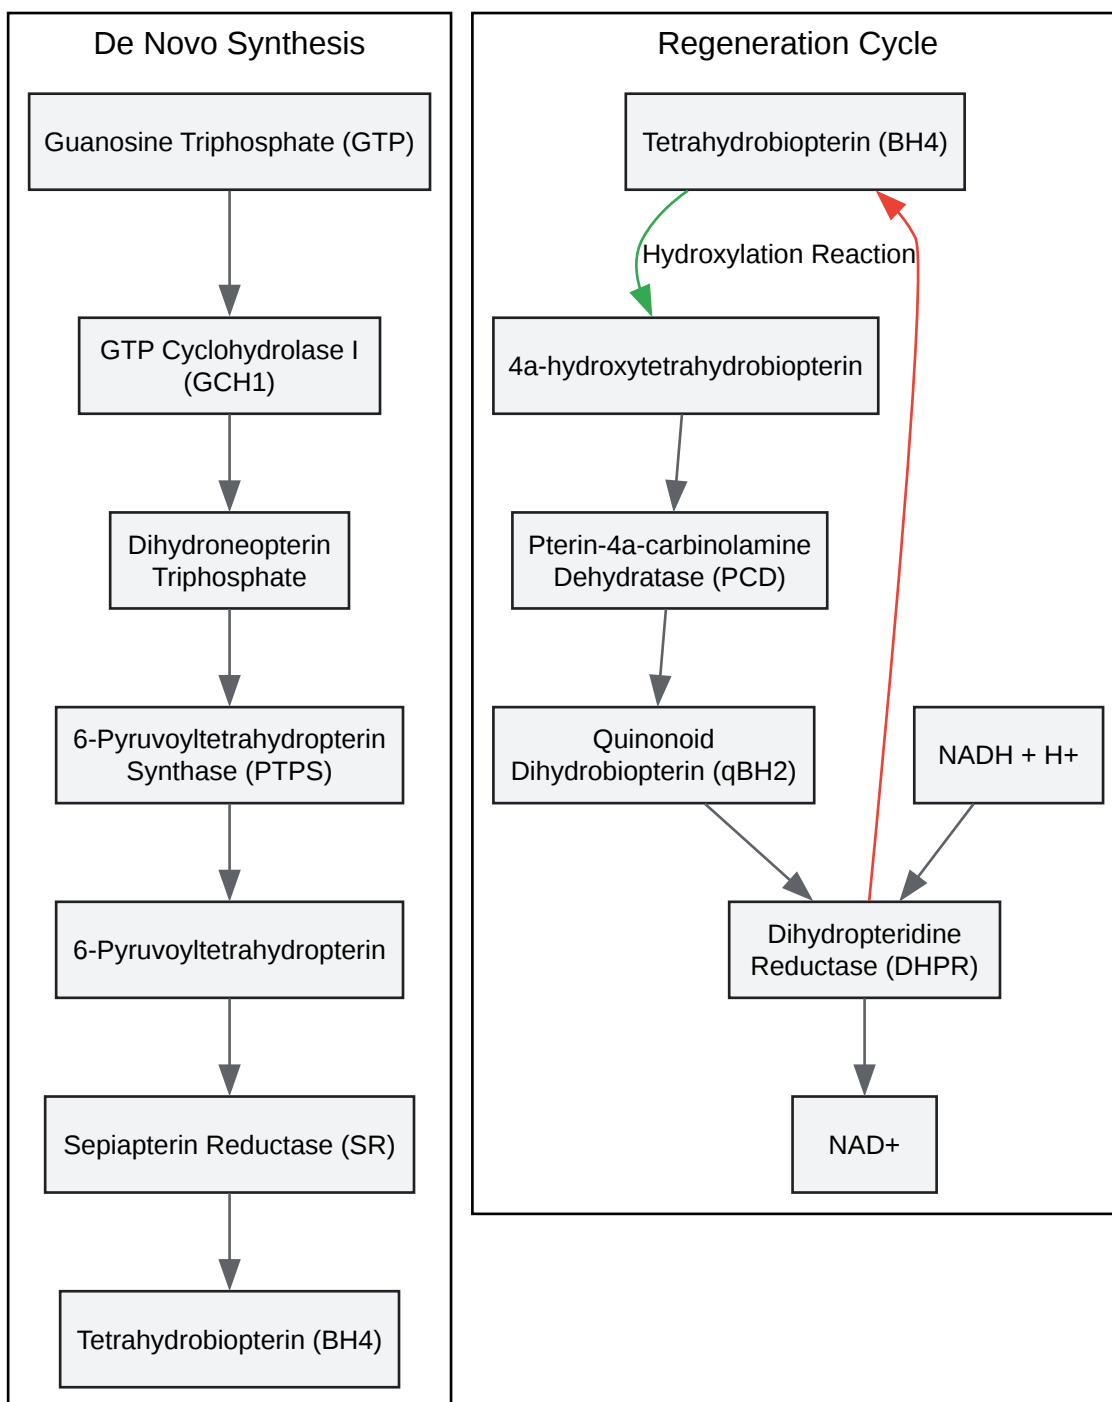 De Novo Synthesis
Guanosine Triphosphate (GTP)
GTP Cyclohydrolase I
(GCH1)
Dihydroneopterin
Triphosphate
6-Pyruvoyltetrahydropterin
Synthase (PTPS)
6-Pyruvoyltetrahydropterin
Sepiapterin Reductase (SR)
Tetrahydrobiopterin (BH4)
Regeneration Cycle
Tetrahydrobiopterin (BH4)
Hydroxylation Reaction
4a-hydroxytetrahydrobiopterin
Pterin-4a-carbinolamine
Dehydratase (PCD)
Quinonoid
Dihydrobiopterin (qBH2)
NADH + H+
Dihydropteridine
Reductase (DHPR)
NAD+